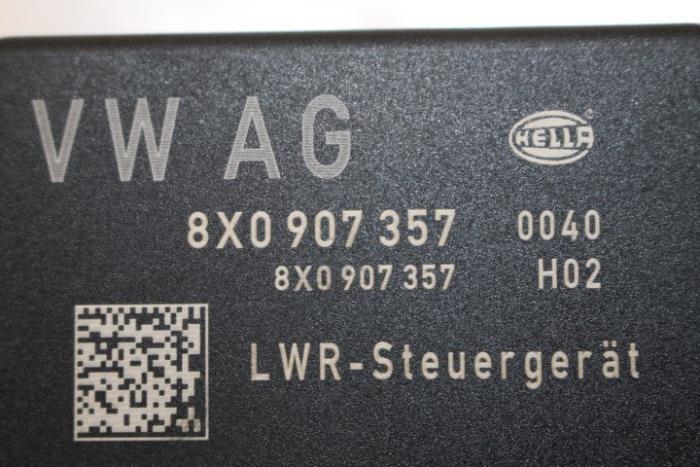 VW AG
HELLA
8X0 907 357 0040
8X0 907 357 H02
LWR-Steuergerät